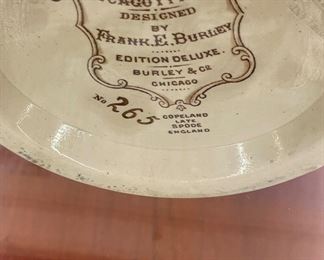 DESIGNED
BY
FRANK.E.BURLEY
EDITION DELUXE.
BURLEY & Co
CHICAGO
No 265
COPELAND
LATE
SPODE
ENGLAND